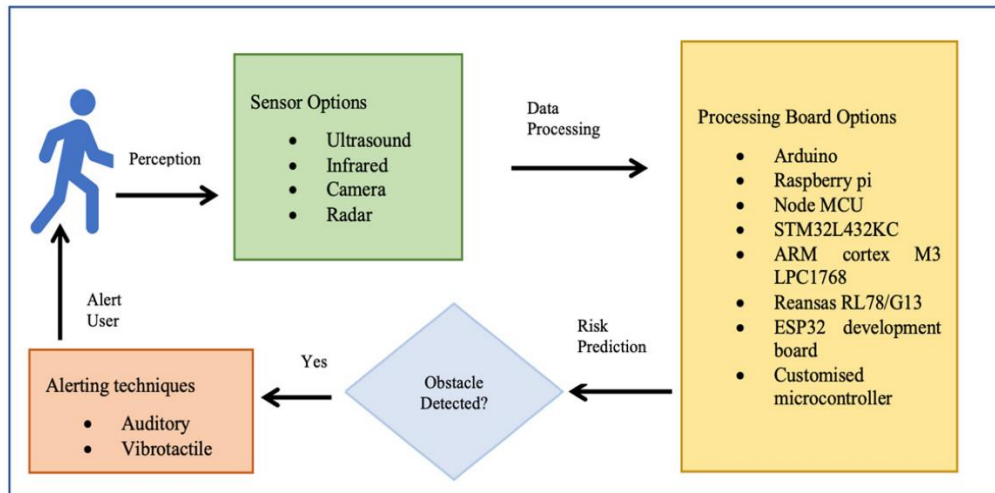 Perception
Sensor Options
• Ultrasound
• Infrared
• Camera
• Radar
Data
Processing
Processing Board Options
• Arduino
• Raspberry pi
• Node MCU
• STM32L432KC
• ARM cortex M3
LPC1768
• Reansas RL78/G13
• ESP32 development
board
• Customised
microcontroller
Risk
Prediction
Obstacle
Detected?
Yes
Alerting techniques
• Auditory
• Vibrotactile
Alert
User